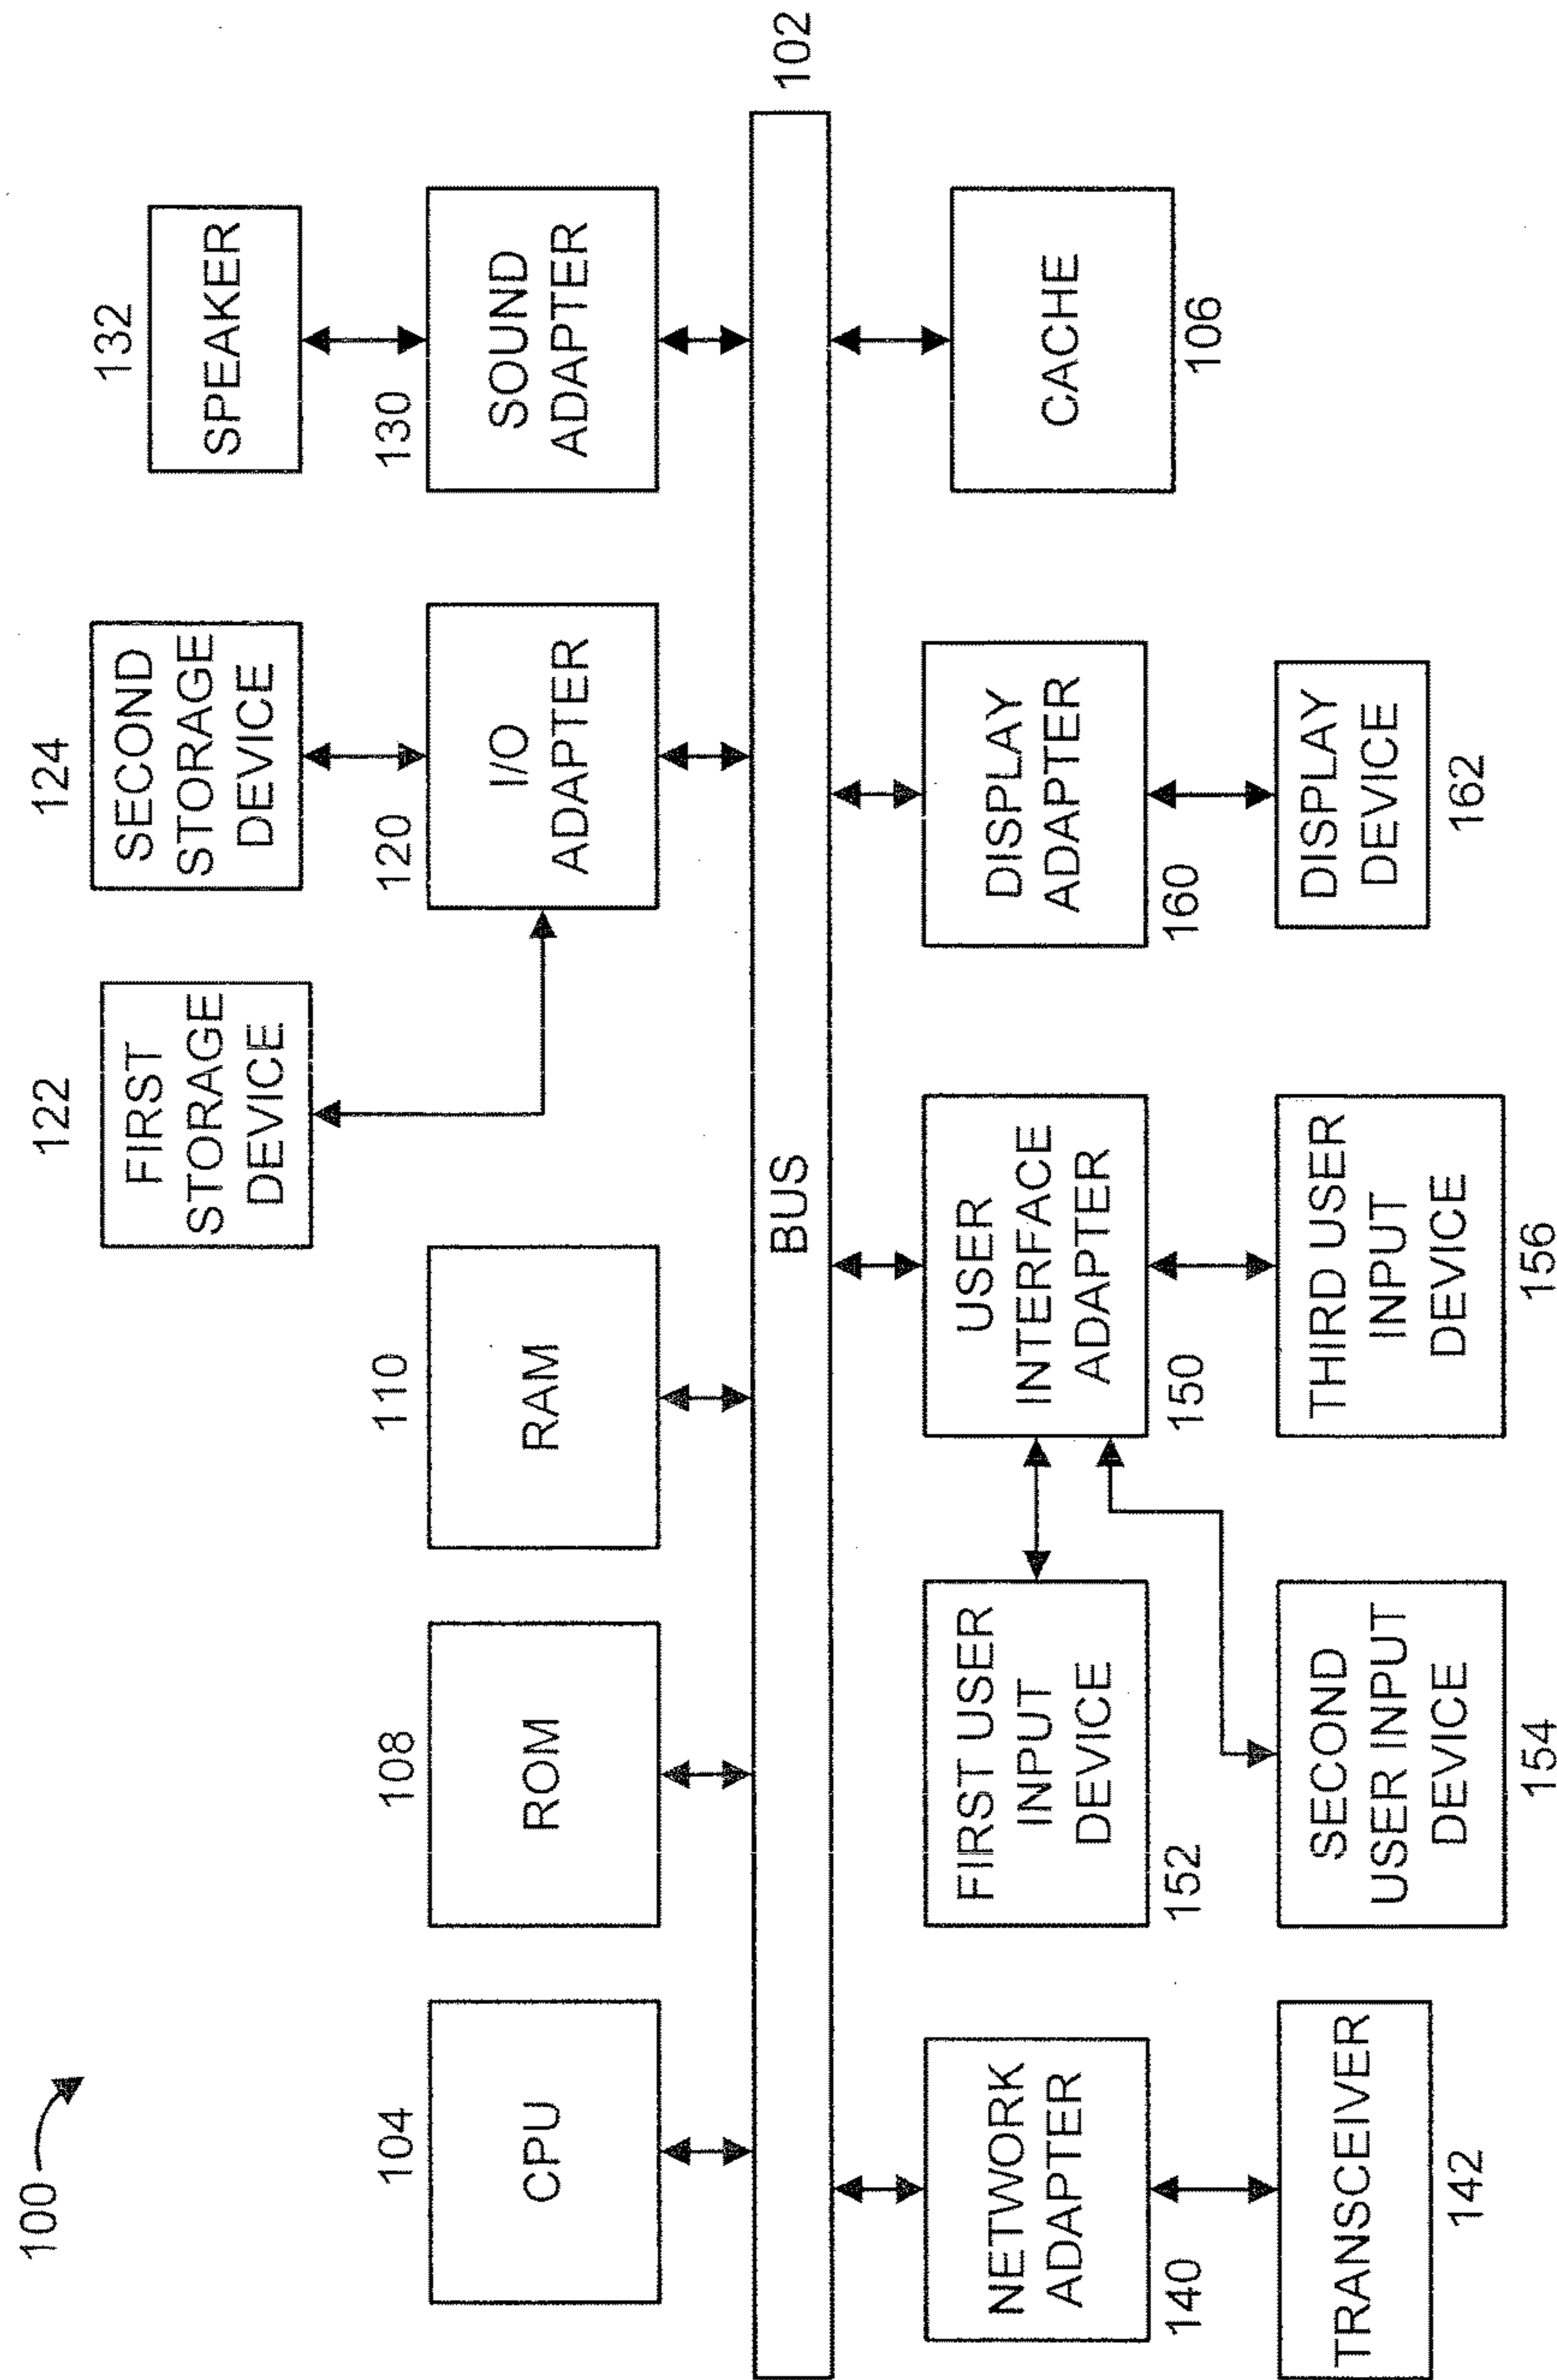 100
122
FIRST
STORAGE
DEVICE
124
SECOND
STORAGE
DEVICE
132
SPEAKER
104
CPU
108
ROM
110
RAM
120
I/O
ADAPTER
130
SOUND
ADAPTER
BUS
102
NETWORK
ADAPTER
140
FIRST USER
INPUT
DEVICE
152
USER
INTERFACE
ADAPTER
150
DISPLAY
ADAPTER
160
CACHE
106
TRANSCEIVER
142
SECOND
USER INPUT
DEVICE
154
THIRD USER
INPUT
DEVICE
156
DISPLAY
DEVICE
162